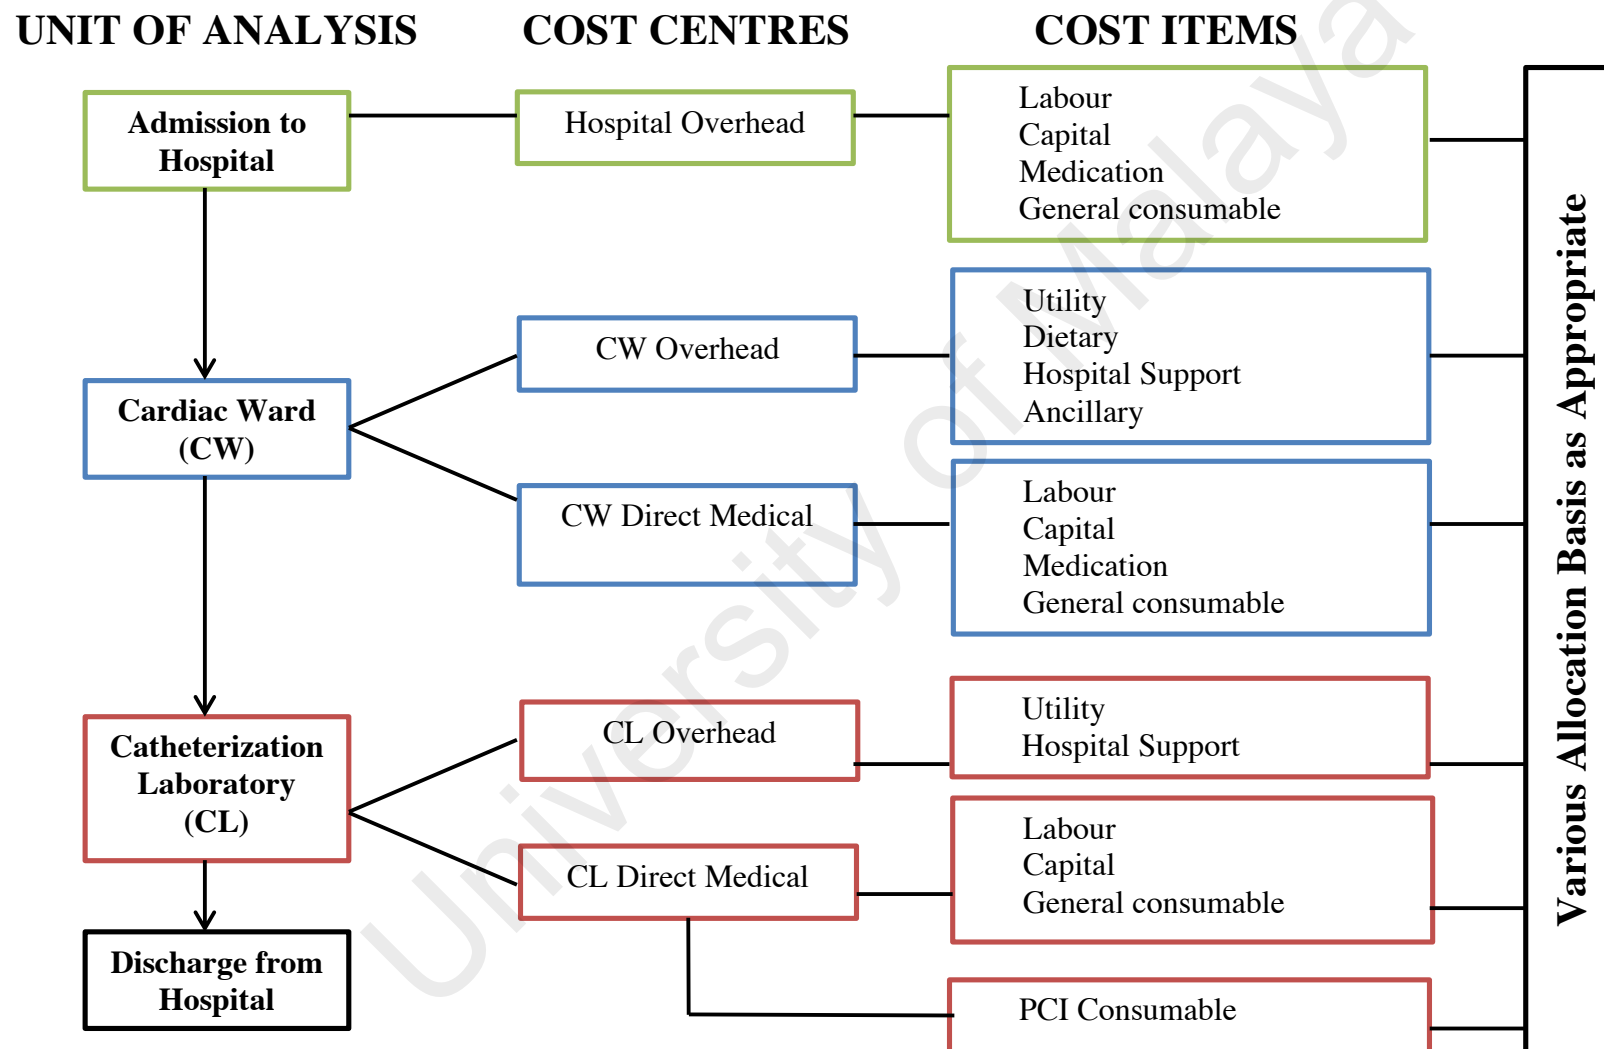 UNIT OF ANALYSIS
COST CENTRES
COST ITEMS
Admission to
Hospital
Hospital Overhead
Labour
Capital
Medication
General consumable
Cardiac Ward
(CW)
CW Overhead
Utility
Dietary
Hospital Support
Ancillary
CW Direct Medical
Labour
Capital
Medication
General consumable
Catheterization
Laboratory
(CL)
CL Overhead
Utility
Hospital Support
CL Direct Medical
Labour
Capital
General consumable
PCI Consumable
Discharge from
Hospital
Various Allocation Basis as Appropriate
University of Malaya